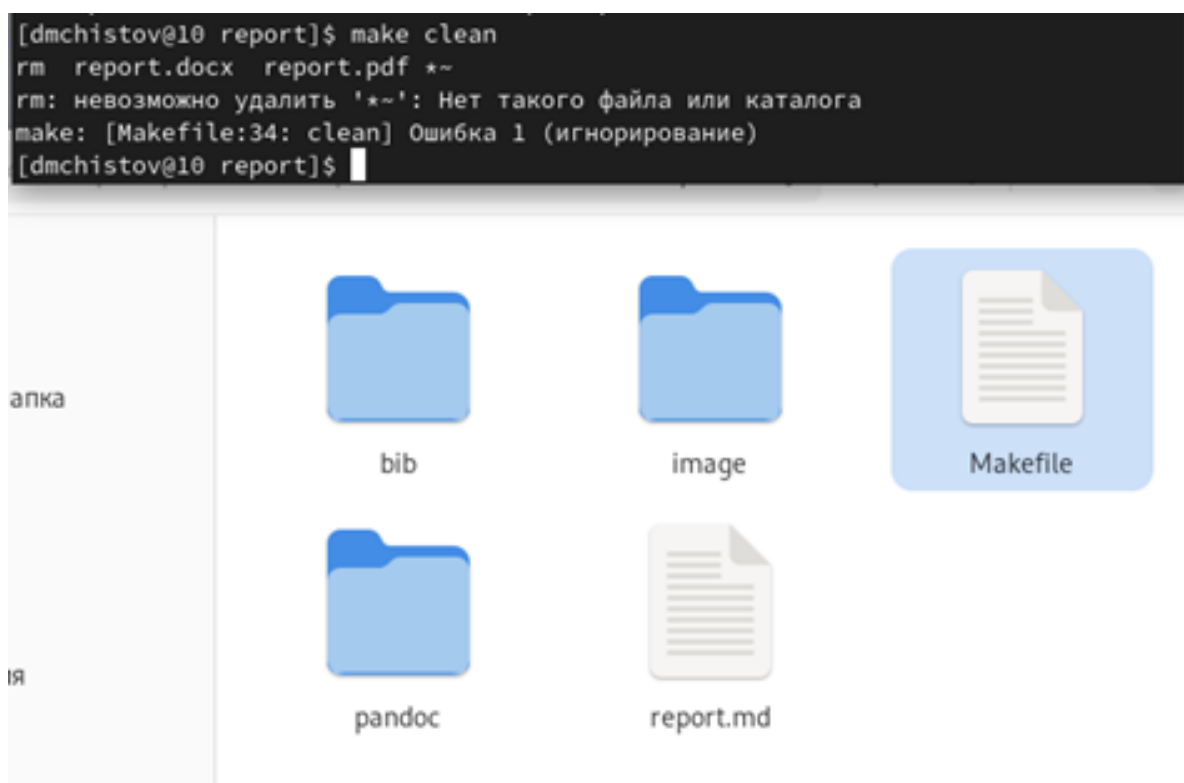 [dmchistov@10 report]$ make clean
rm  report.docx  report.pdf *~
rm: невозможно удалить '*~': Нет такого файла или каталога
make: [Makefile:34: clean] Ошибка 1 (игнорирование)
[dmchistov@10 report]$
апка
bib
image
Makefile
ия
pandoc
report.md